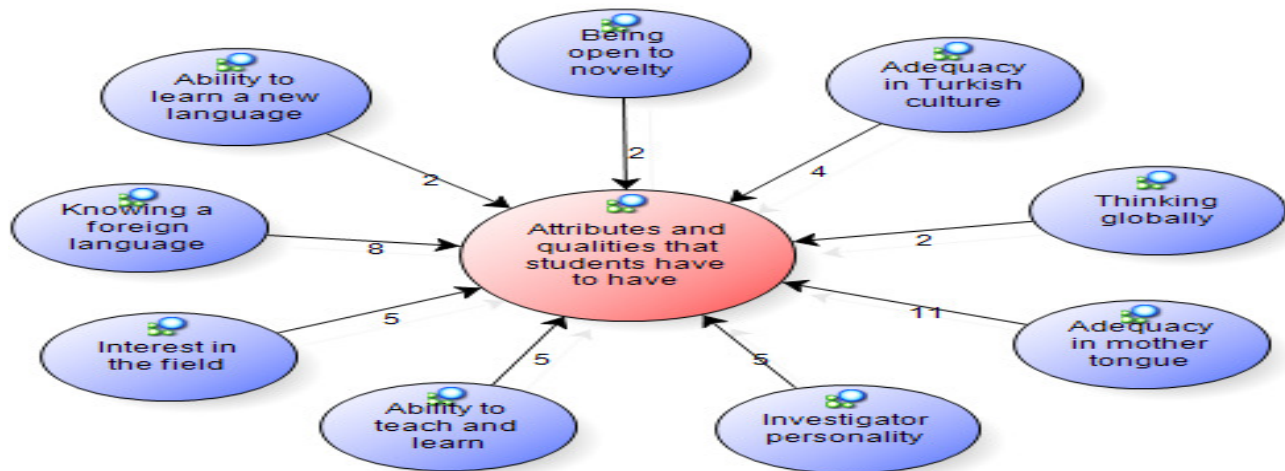 Being
open to
novelty
Ability to
learn a new
language
Adequacy
in Turkish
culture
2
2
4
Knowing a
foreign
language
Thinking
globally
8
2
Attributes and
qualities that
students have
to have
Interest in
the field
5
11
Adequacy
in mother
tongue
5
5
Ability to
teach and
learn
Investigator
personality